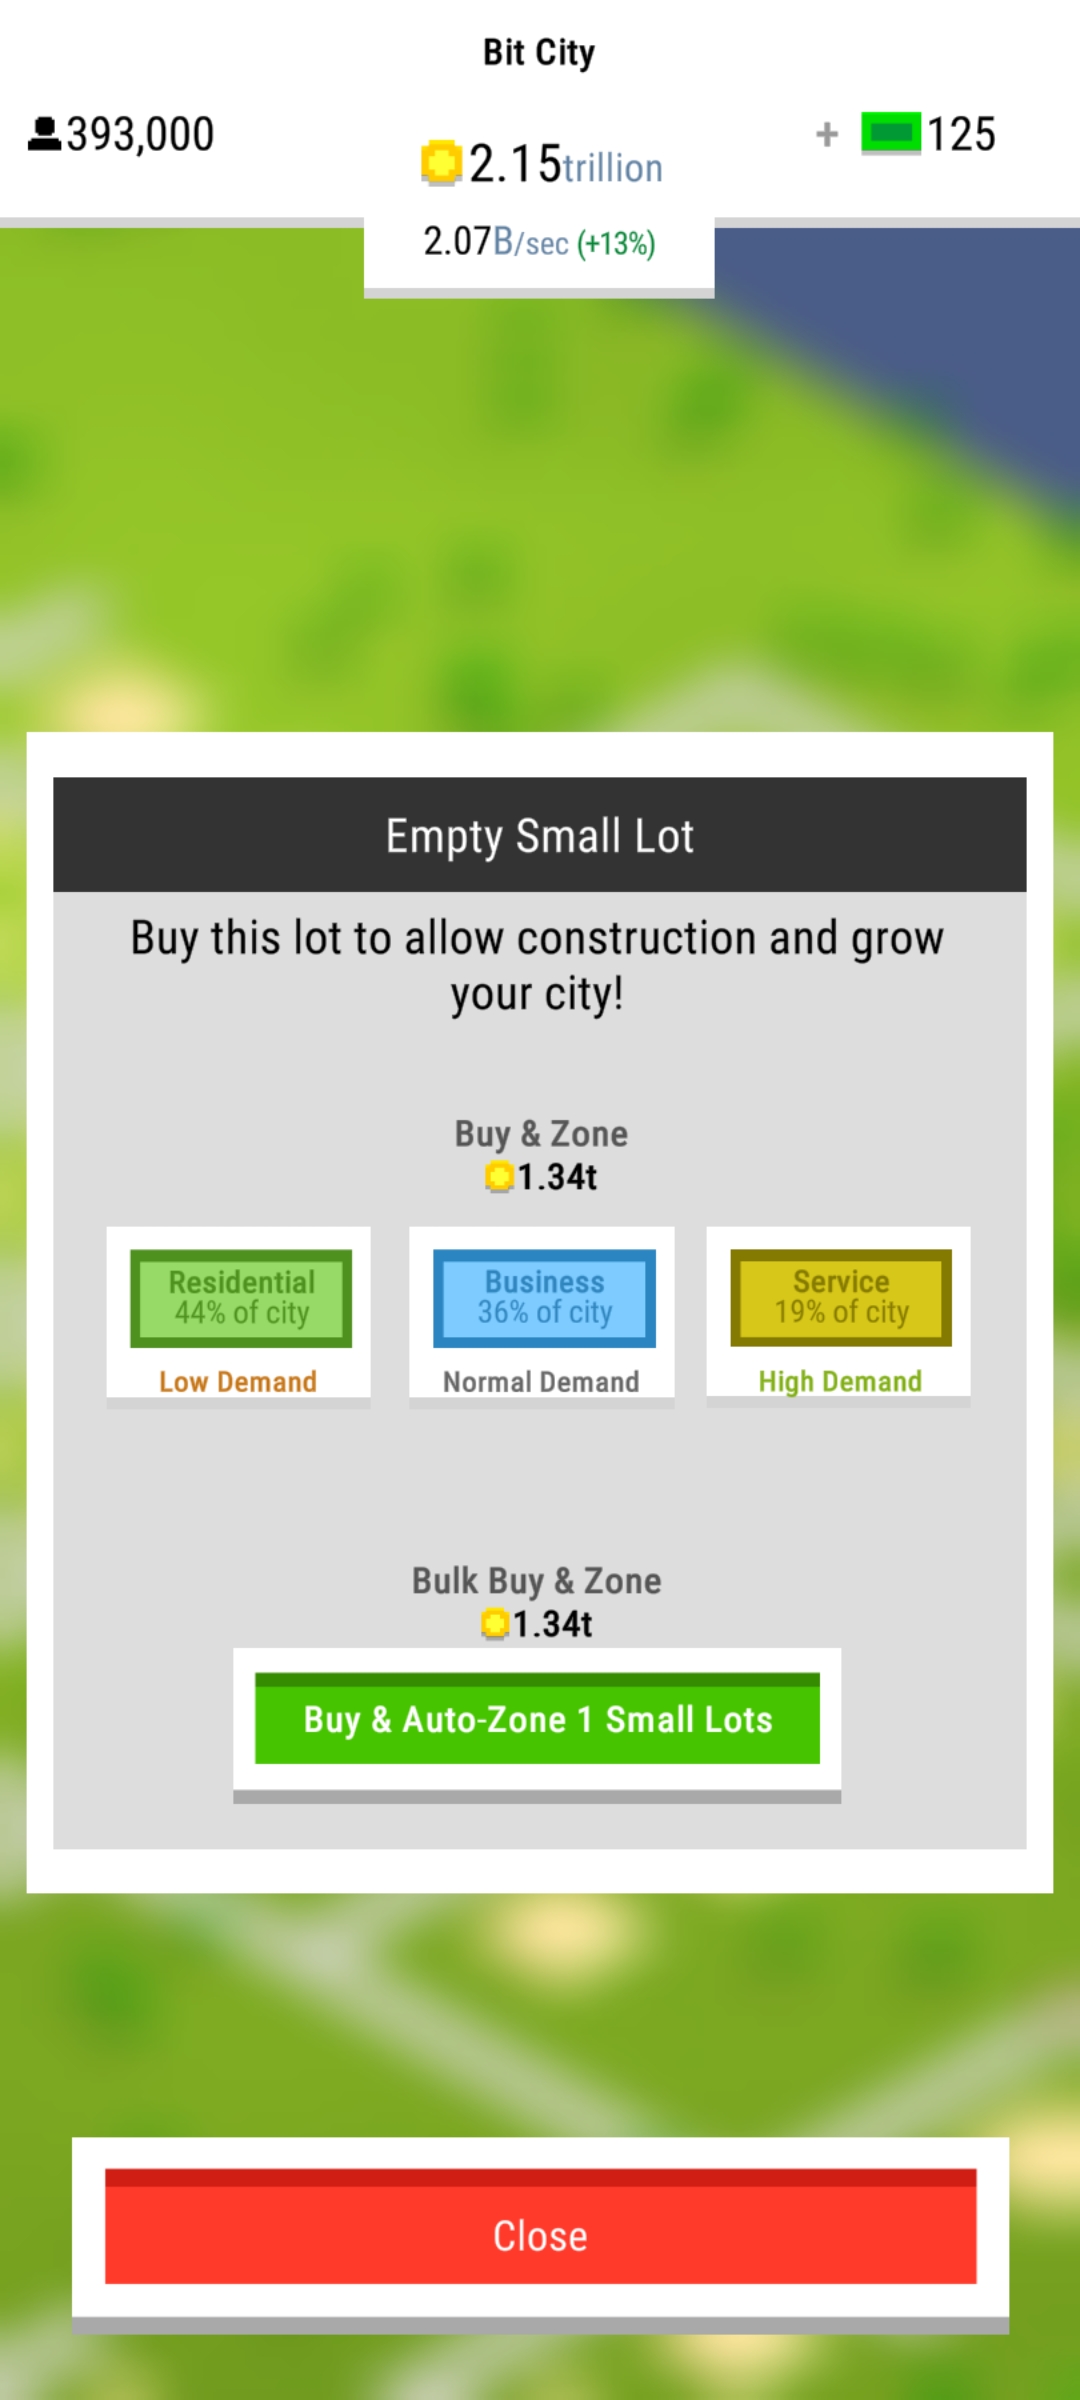 Bit City
393,000
2.15trillion
+ 125
2.07B/sec (+13%)
Empty Small Lot
Buy this lot to allow construction and grow
your city!
Buy & Zone
1.34t
Residential
44% of city
Low Demand
Business
36% of city
Normal Demand
Service
19% of city
High Demand
Bulk Buy & Zone
1.34t
Buy & Auto-Zone 1 Small Lots
Close